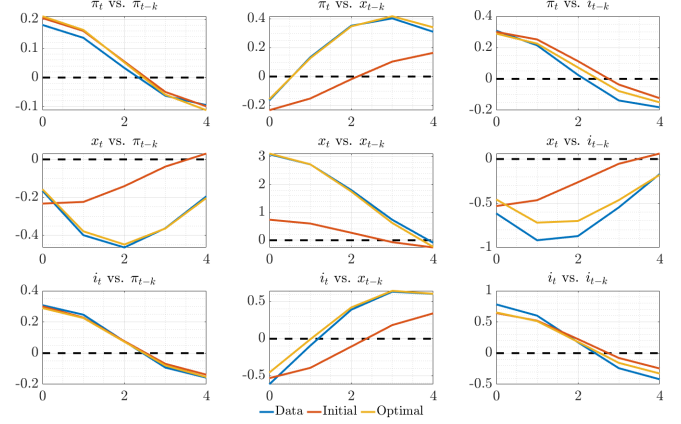 π_t vs. π_{t−k}
π_t vs. x_{t−k}
π_t vs. i_{t−k}
0.2
0.1
0
-0.1
0 2 4
0.4
0.2
0
-0.2
0 2 4
0.4
0.2
0
-0.2
0 2 4
x_t vs. π_{t−k}
x_t vs. x_{t−k}
x_t vs. i_{t−k}
0
-0.2
-0.4
0 2 4
3
2
1
0
0 2 4
0
-0.5
-1
0 2 4
i_t vs. π_{t−k}
i_t vs. x_{t−k}
i_t vs. i_{t−k}
0.4
0.2
0
-0.2
0 2 4
0.5
0
-0.5
0 2 4
1
0.5
0
-0.5
0 2 4
Data Initial Optimal